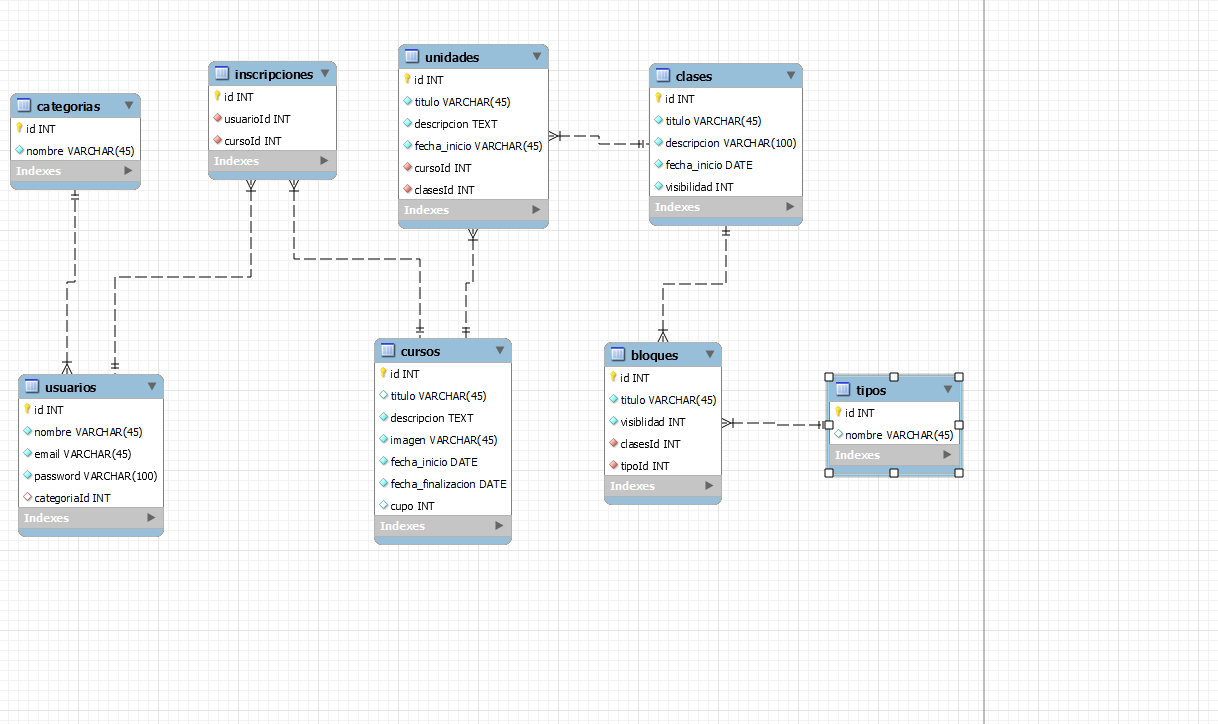 categorias
id INT
nombre VARCHAR(45)
Indexes
inscripciones
id INT
usuarioId INT
cursoId INT
Indexes
unidades
id INT
titulo VARCHAR(45)
descripcion TEXT
fecha_inicio VARCHAR(45)
cursoId INT
clasesId INT
Indexes
clases
id INT
titulo VARCHAR(45)
descripcion VARCHAR(100)
fecha_inicio DATE
visibilidad INT
Indexes
usuarios
id INT
nombre VARCHAR(45)
email VARCHAR(45)
password VARCHAR(100)
categoriaId INT
Indexes
cursos
id INT
titulo VARCHAR(45)
descripcion TEXT
imagen VARCHAR(45)
fecha_inicio DATE
fecha_finalizacion DATE
cupo INT
Indexes
bloques
id INT
titulo VARCHAR(45)
visiblidad INT
clasesId INT
tipoId INT
Indexes
tipos
id INT
nombre VARCHAR(45)
Indexes